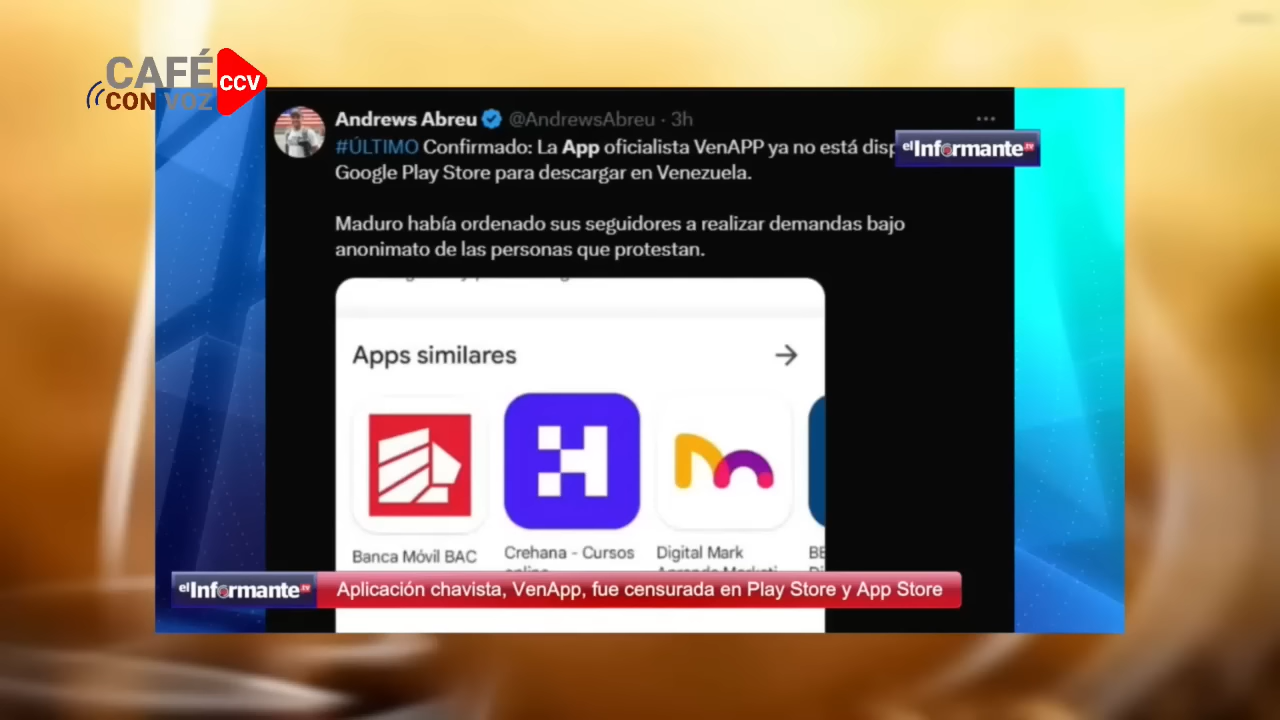 CAFÉ
CON VOZ
CCV
Andrews Abreu @AndrewsAbreu · 3h
#ÚLTIMO Confirmado: La App oficialista VenAPP ya no está
Google Play Store para descargar en Venezuela.
elInformante.tv
Maduro había ordenado sus seguidores a realizar demandas bajo
anonimato de las personas que protestan.
Apps similares
Banca Móvil BAC
Crehana - Cursos
Digital Mark
elInformante.tv
Aplicación chavista, VenApp, fue censurada en Play Store y App Store